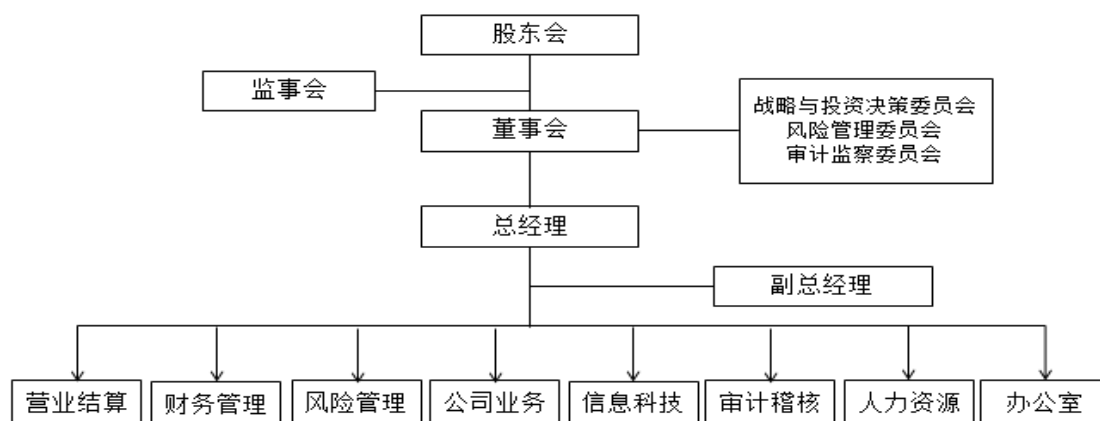 股东会
监事会
董事会
战略与投资决策委员会
风险管理委员会
审计监察委员会
总经理
副总经理
营业结算
财务管理
风险管理
公司业务
信息科技
审计稽核
人力资源
办公室